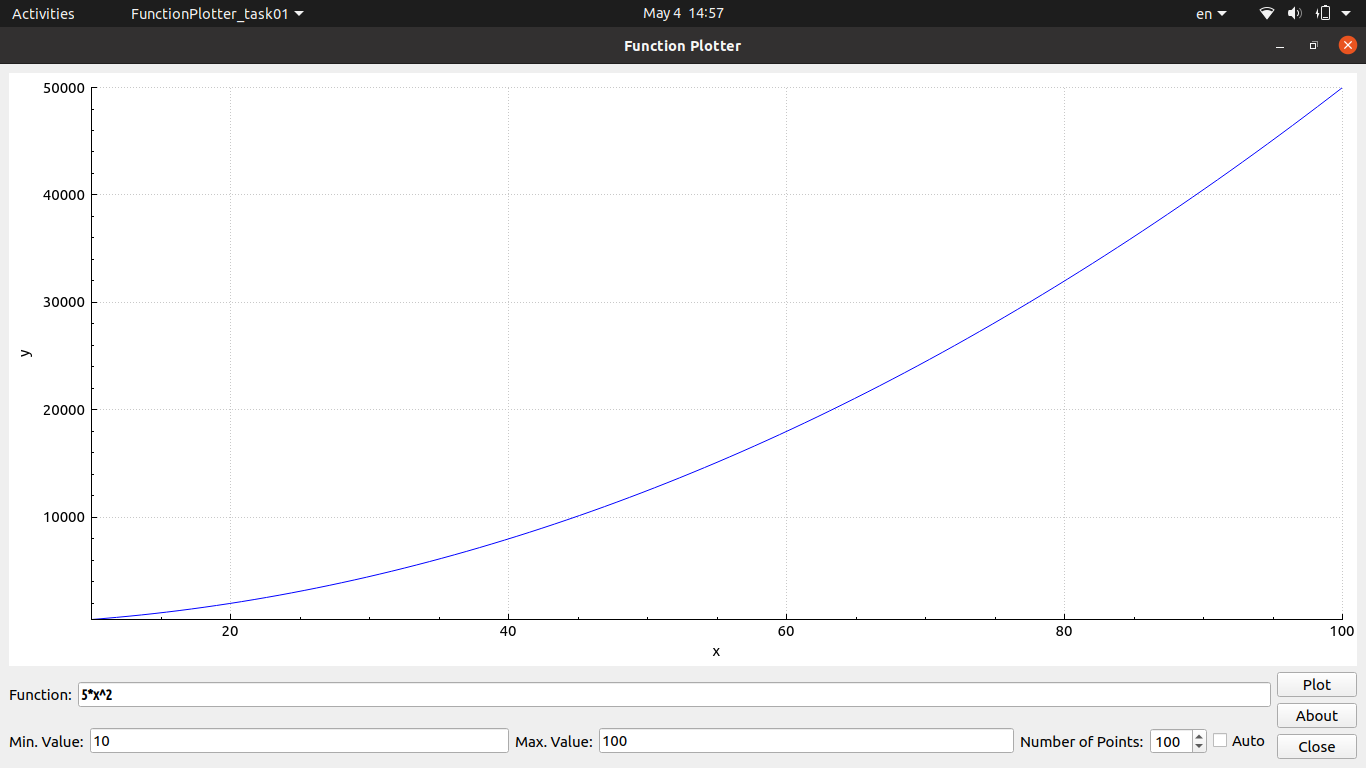 Activities FunctionPlotter_task01 May 4 14:57 en
Function Plotter
50000
40000
30000
20000
10000
y
20 40 60 80 100
x
Function: 5*x^2 Plot
About
Min. Value: 10 Max. Value: 100 Number of Points: 100 Auto
Close